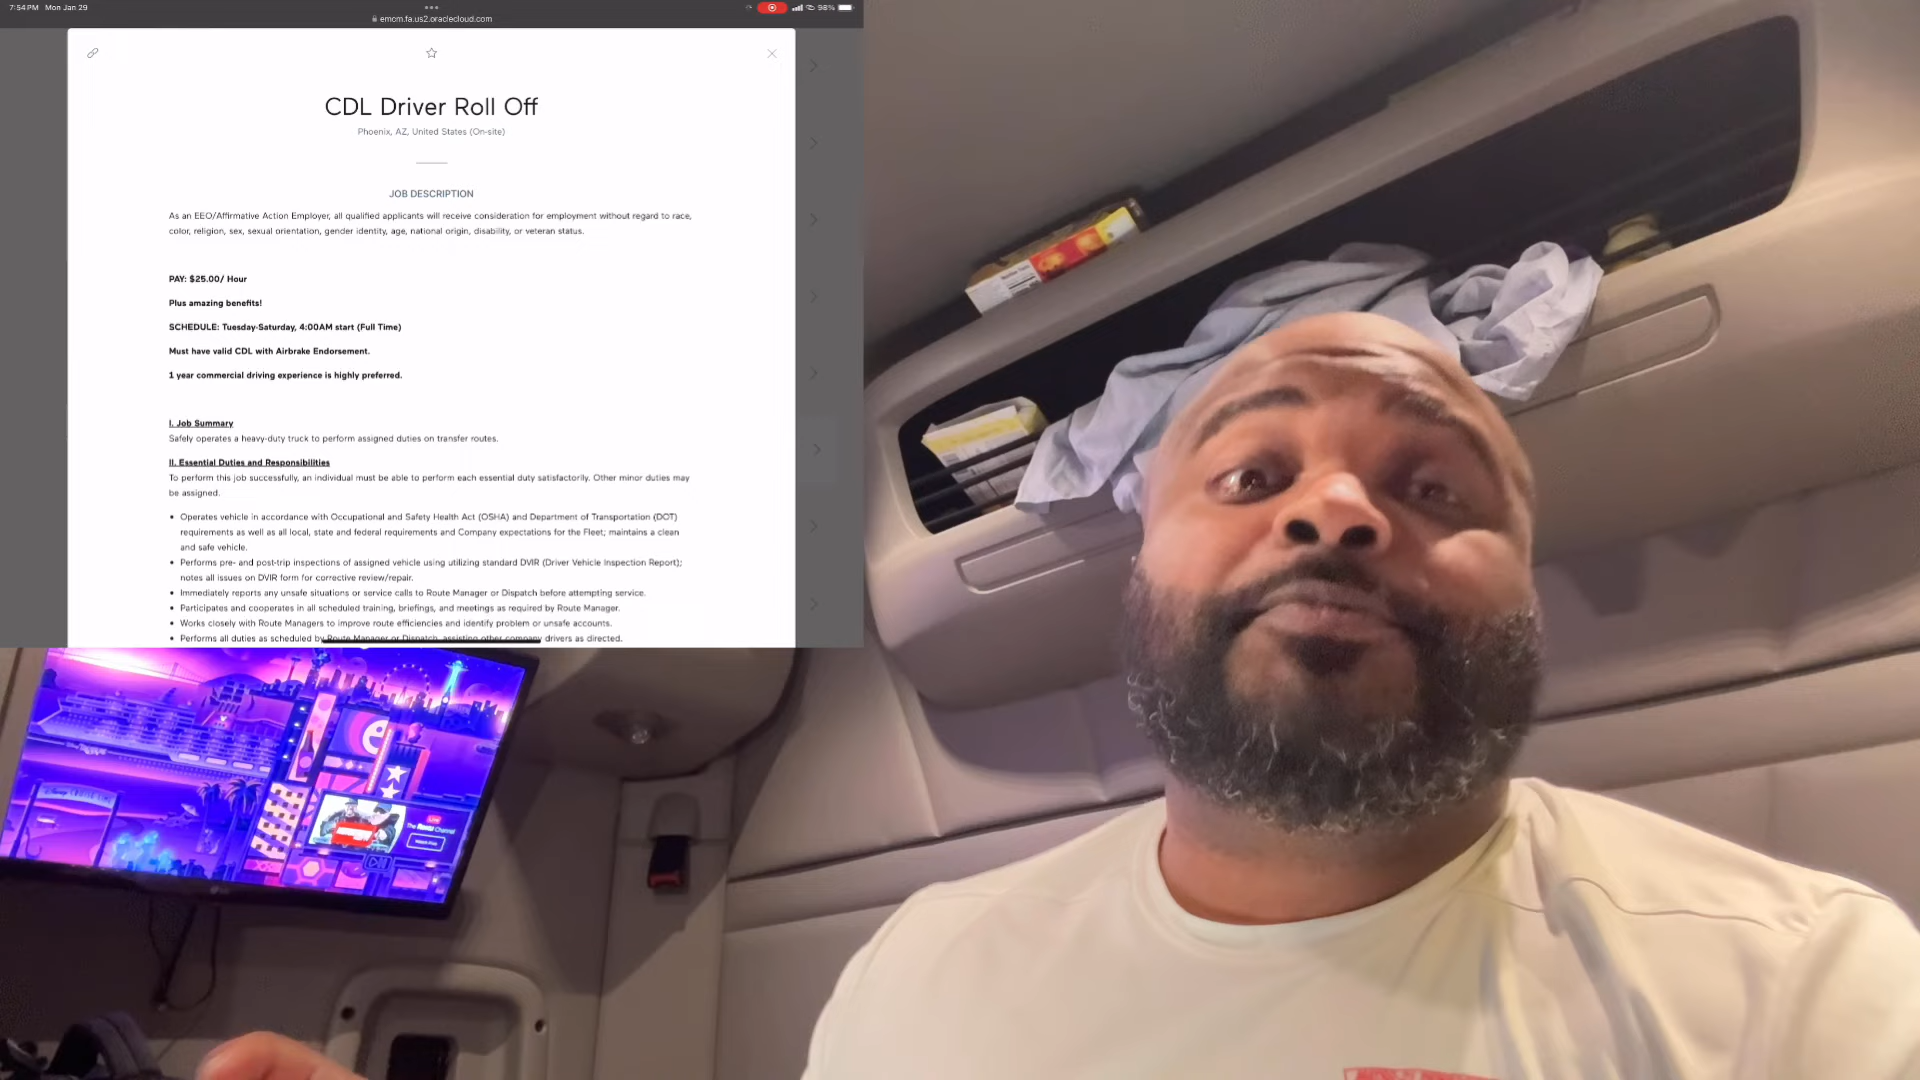 7:54 PM Mon Jan 29
98%
emcm.fa.us2.oraclecloud.com
CDL Driver Roll Off
Phoenix, AZ, United States (On-site)
JOB DESCRIPTION
As an EEO/Affirmative Action Employer, all qualified applicants will receive consideration for employment without regard to race,
color, religion, sex, sexual orientation, gender identity, age, national origin, disability, or veteran status.
PAY: $25.00/ Hour
Plus amazing benefits!
SCHEDULE: Tuesday-Saturday, 4:00AM start (Full Time)
Must have valid CDL with Airbrake Endorsement.
1 year commercial driving experience is highly preferred.
I. Job Summary
Safely operates a heavy-duty truck to perform assigned duties on transfer routes.
II. Essential Duties and Responsibilities
To perform this job successfully, an individual must be able to perform each essential duty satisfactorily. Other minor duties may
be assigned.
• Operates vehicle in accordance with Occupational and Safety Health Act (OSHA) and Department of Transportation (DOT)
requirements as well as all local, state and federal requirements and Company expectations for the Fleet; maintains a clean
and safe vehicle.
• Performs pre- and post-trip inspections of assigned vehicle using utilizing standard DVIR (Driver Vehicle Inspection Report);
notes all issues on DVIR form for corrective review/repair.
• Immediately reports any unsafe situations or service calls to Route Manager or Dispatch before attempting service.
• Participates and cooperates in all scheduled training, briefings, and meetings as required by Route Manager.
• Works closely with Route Managers to improve route efficiencies and identify problem or unsafe accounts.
• Performs all duties as scheduled by Route Manager or Dispatch, assisting other company drivers as directed.
Live
The Roku Channel
LG